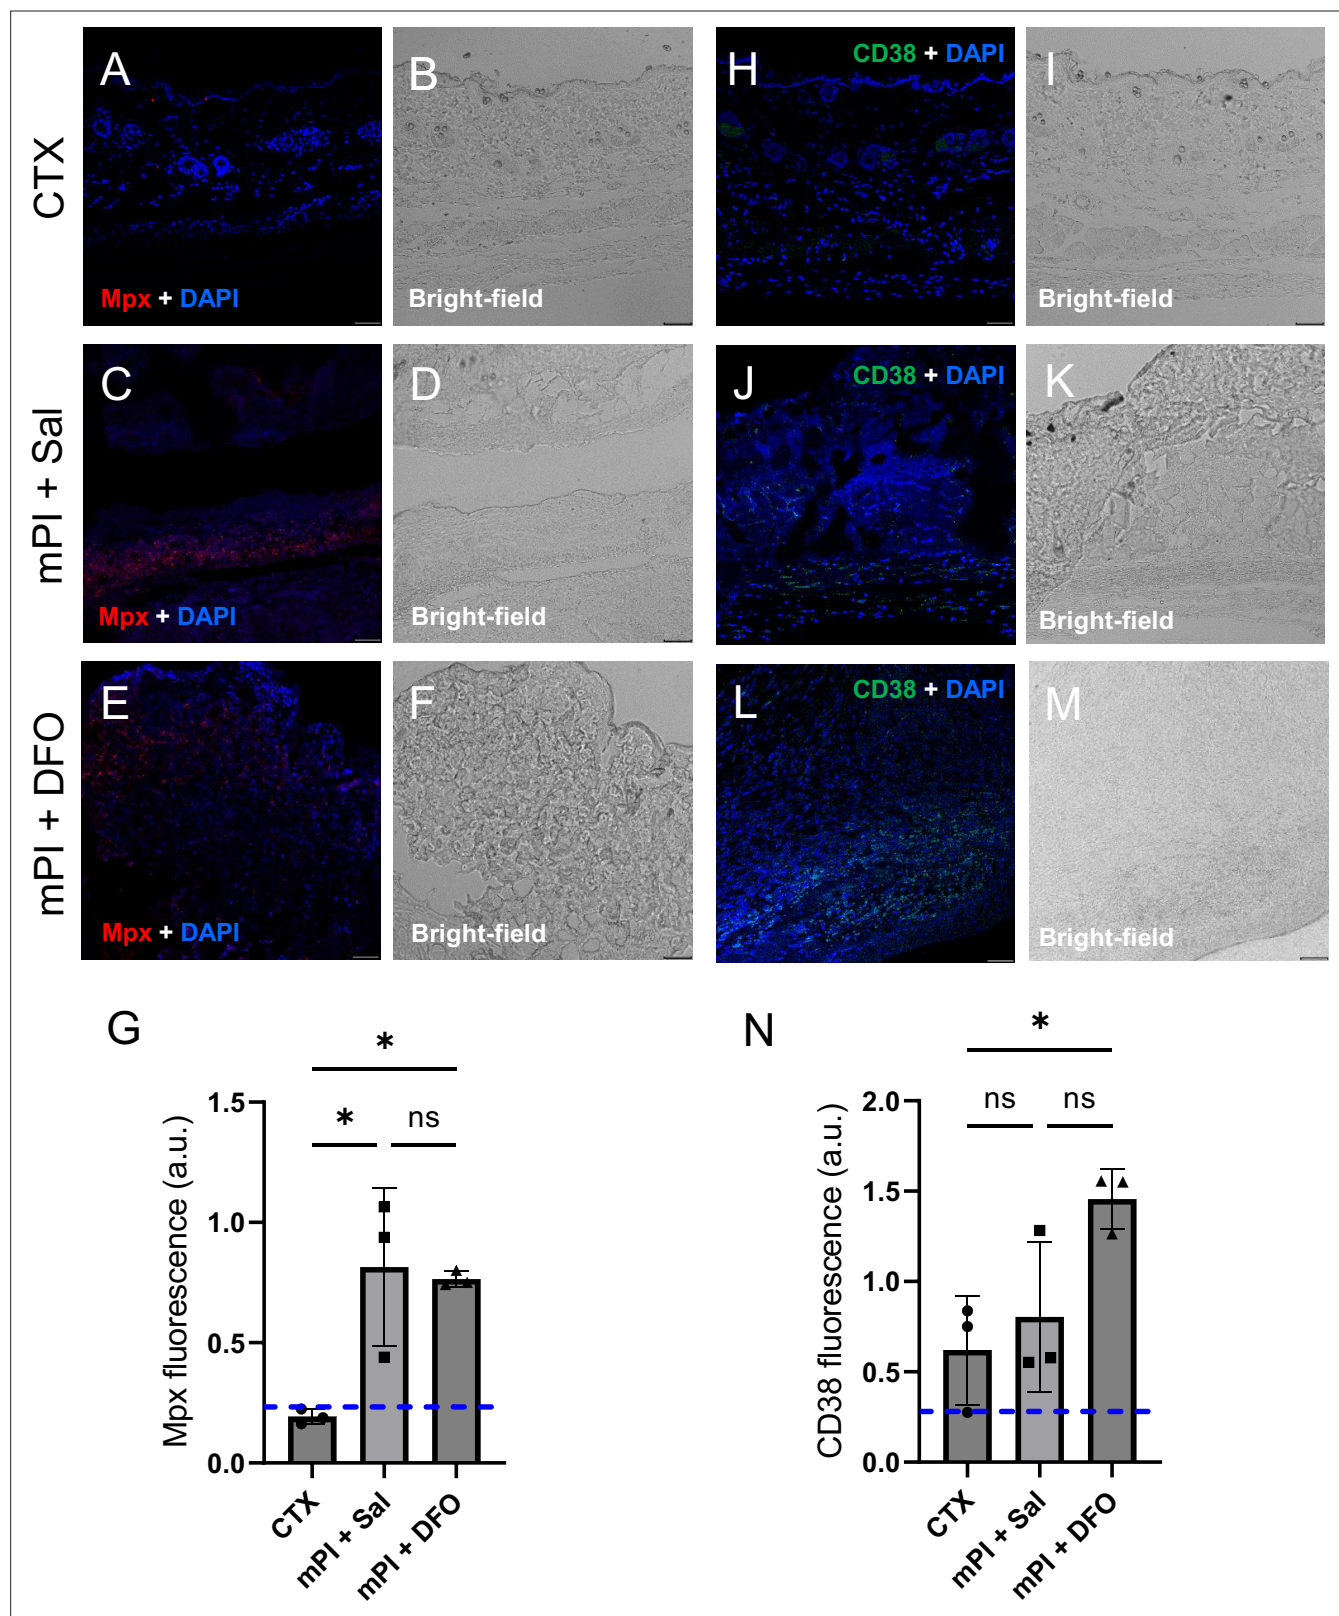 CTX
A
Mpx + DAPI
B
Bright-field
H
CD38 + DAPI
I
Bright-field
mPI + Sal
C
Mpx + DAPI
D
Bright-field
J
CD38 + DAPI
K
Bright-field
mPI + DFO
E
Mpx + DAPI
F
Bright-field
L
CD38 + DAPI
M
Bright-field
G
*
* ns
Mpx fluorescence (a.u.)
1.5
1.0
0.5
0.0
CTX
mPI + Sal
mPI + DFO
N
*
ns ns
CD38 fluorescence (a.u.)
2.0
1.5
1.0
0.5
0.0
CTX
mPI + Sal
mPI + DFO